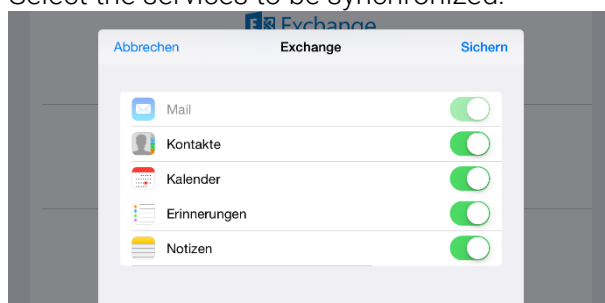 Select the services to be synchronized.
Exchange
Abbrechen Exchange Sichern
Mail
Kontakte
Kalender
Erinnerungen
Notizen